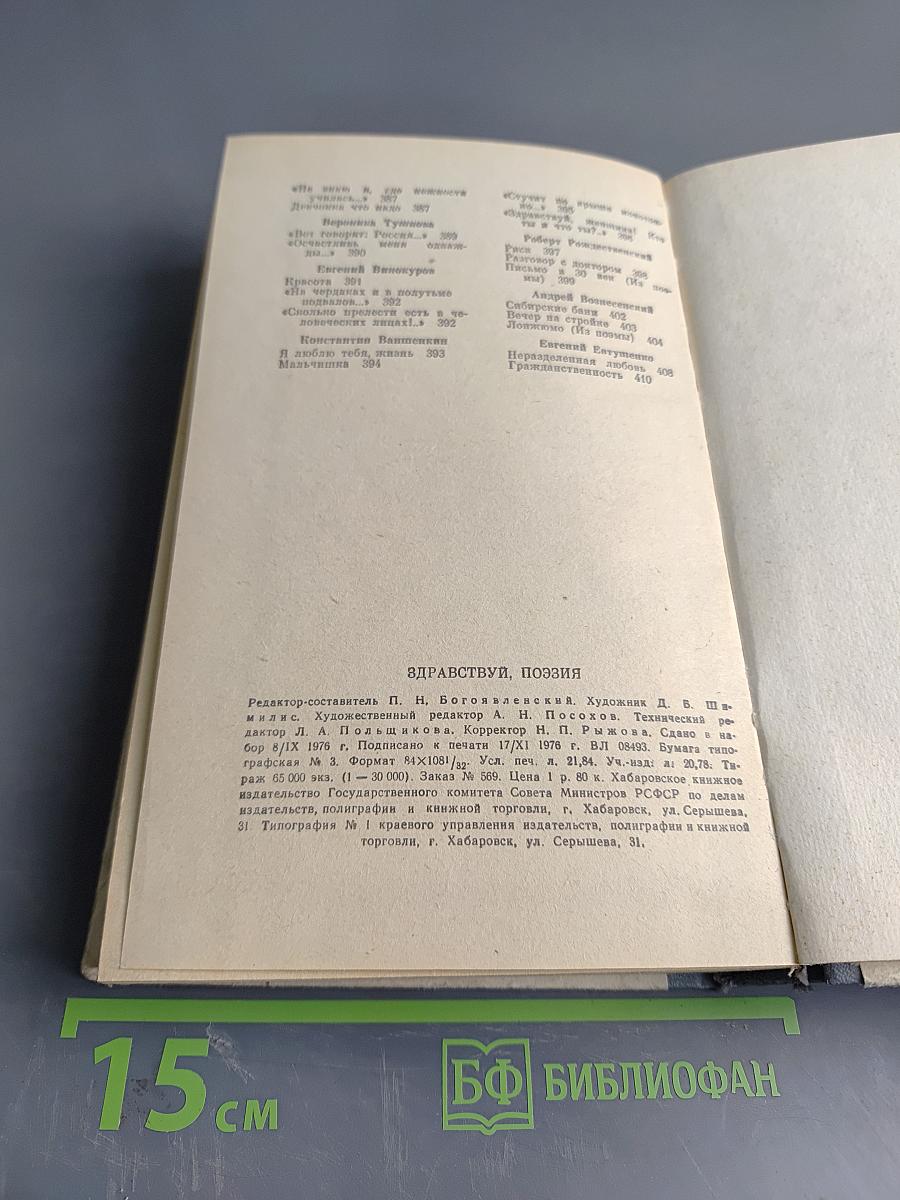 «Не знаю я, где нежности
училась...» 387
Девчонка что надо 387
Вероника Тушнова
«Вот говорят: Россия...» 389
«Осчастливь меня однаж-
ды...» 390
Евгений Винокуров
Красота 391
«На чердаках и в полутьме
подвалов...» 392
«Сколько прелести есть в че-
ловеческих лицах!..» 392
Константин Ваншенкин
Я люблю тебя, жизнь 393
Мальчишка 394
«Стучит по крыше
«Здравствуй, женщина! Кто
ты и что ты?..»
Роберт Рождественский
Риск 397
Разговор с доктором 398
Письмо в 30 век (Из поэ-
мы) 399
Андрей Вознесенский
Сибирские бани 402
Вечер на стройке 403
Лонжюмо (Из поэмы) 404
Евгений Евтушенко
Неразделенная любовь 408
Гражданственность 410
ЗДРАВСТВУЙ, ПОЭЗИЯ
Редактор-составитель П. Н. Богоявленский. Художник Д. Б. Ши-
милис. Художественный редактор А. Н. Посохов. Технический ре-
дактор Л. А. Польщикова. Корректор Н. П. Рыжова. Сдано в на-
бор 8/IX 1976 г. Подписано к печати 17/XI 1976 г. ВЛ 08493. Бумага типо-
графская № 3. Формат 84×1081/32. Усл. печ. л. 21,84. Уч.-изд. л. 20,78. Ти-
раж 65 000 экз. (1 — 30 000). Заказ № 569. Цена 1 р. 80 к. Хабаровское книжное
издательство Государственного комитета Совета Министров РСФСР по делам
издательств, полиграфии и книжной торговли, г. Хабаровск, ул. Серышева,
31. Типография № 1 краевого управления издательств, полиграфии и книжной
торговли, г. Хабаровск, ул. Серышева, 31.
15 см
БФ БИБЛИОФАН